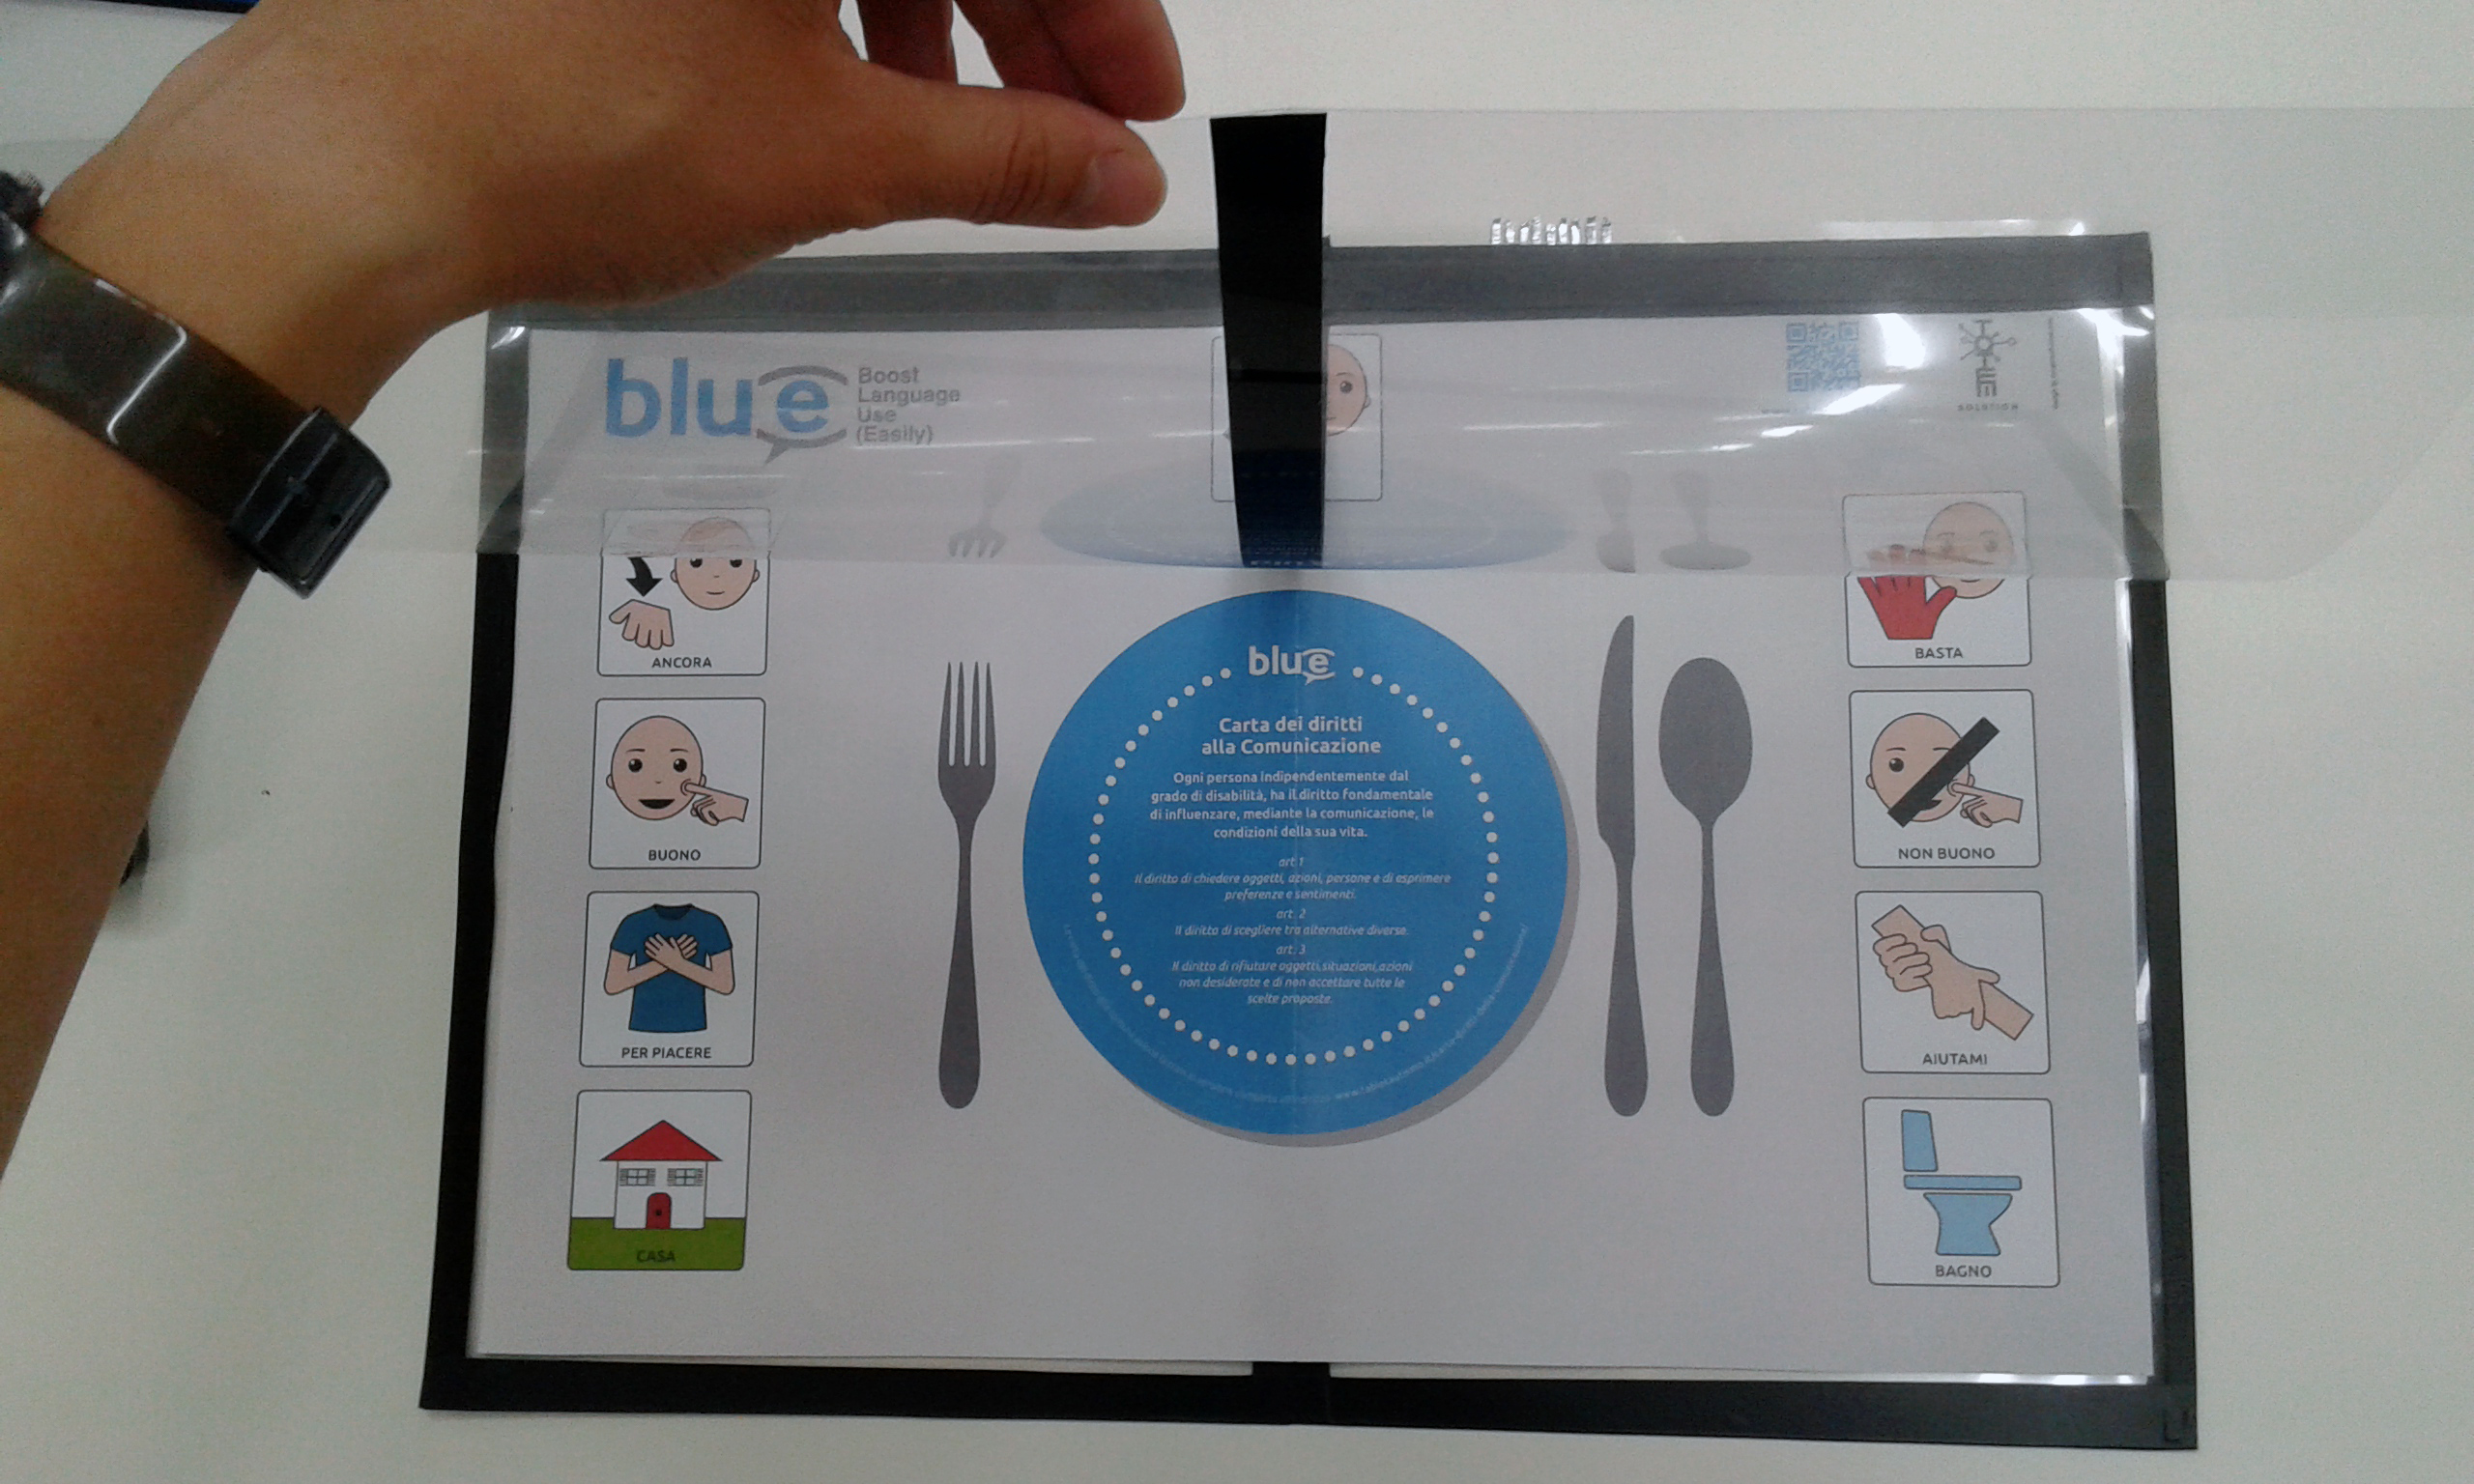 blue
Boost
Language
Use
(Easily)
SOLUTION
ANCORA
BUONO
PER PIACERE
CASA
blue
Carta dei diritti
alla Comunicazione
Ogni persona indipendentemente dal
grado di disabilità, ha il diritto fondamentale
di influenzare, mediante la comunicazione, le
condizioni della sua vita.
art 1
Il diritto di chiedere oggetti, azioni, persone e di esprimere
preferenze e sentimenti.
art. 2
Il diritto di scegliere tra alternative diverse.
art. 3
Il diritto di rifiutare oggetti,situazioni,azioni
non desiderate e di non accettare tutte le
scelte proposte.
BASTA
NON BUONO
AIUTAMI
BAGNO